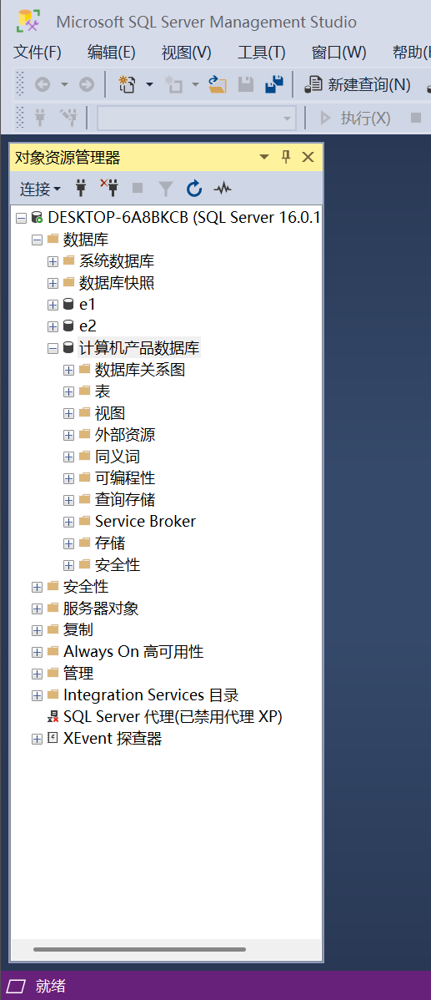 Microsoft SQL Server Management Studio
文件(F) 编辑(E) 视图(V) 工具(T) 窗口(W) 帮助(
新建查询(N)
执行(X)
对象资源管理器
连接
DESKTOP-6A8BKCB (SQL Server 16.0.1
数据库
系统数据库
数据库快照
e1
e2
计算机产品数据库
数据库关系图
表
视图
外部资源
同义词
可编程性
查询存储
Service Broker
存储
安全性
安全性
服务器对象
复制
Always On 高可用性
管理
Integration Services 目录
SQL Server 代理(已禁用代理 XP)
XEvent 探查器
就绪